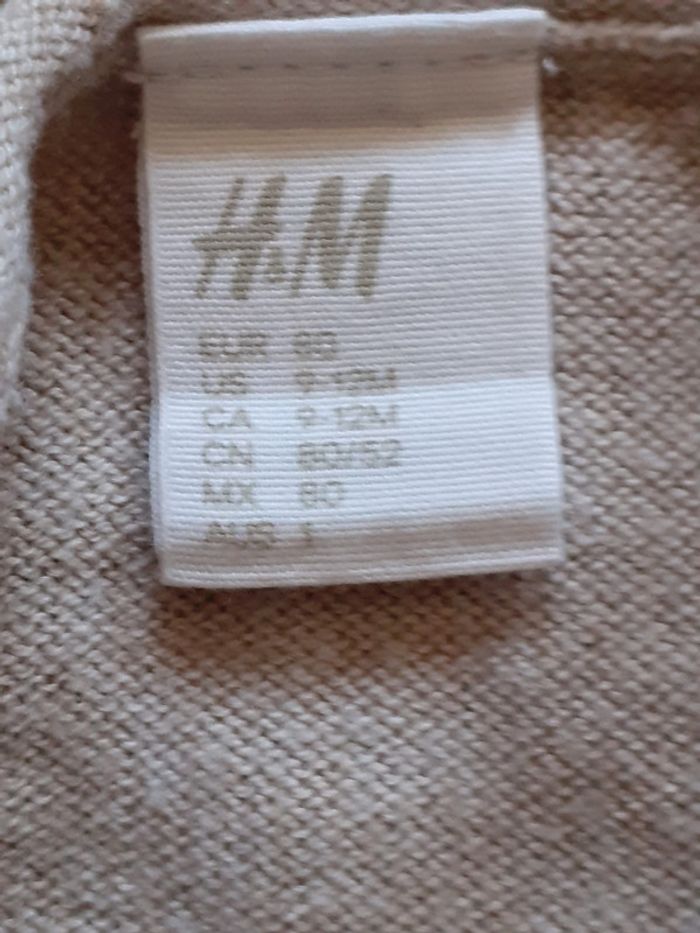 H&M
EUR 80
US 9-12M
CA 9-12M
CN 80/52
MX 80
AUS 1